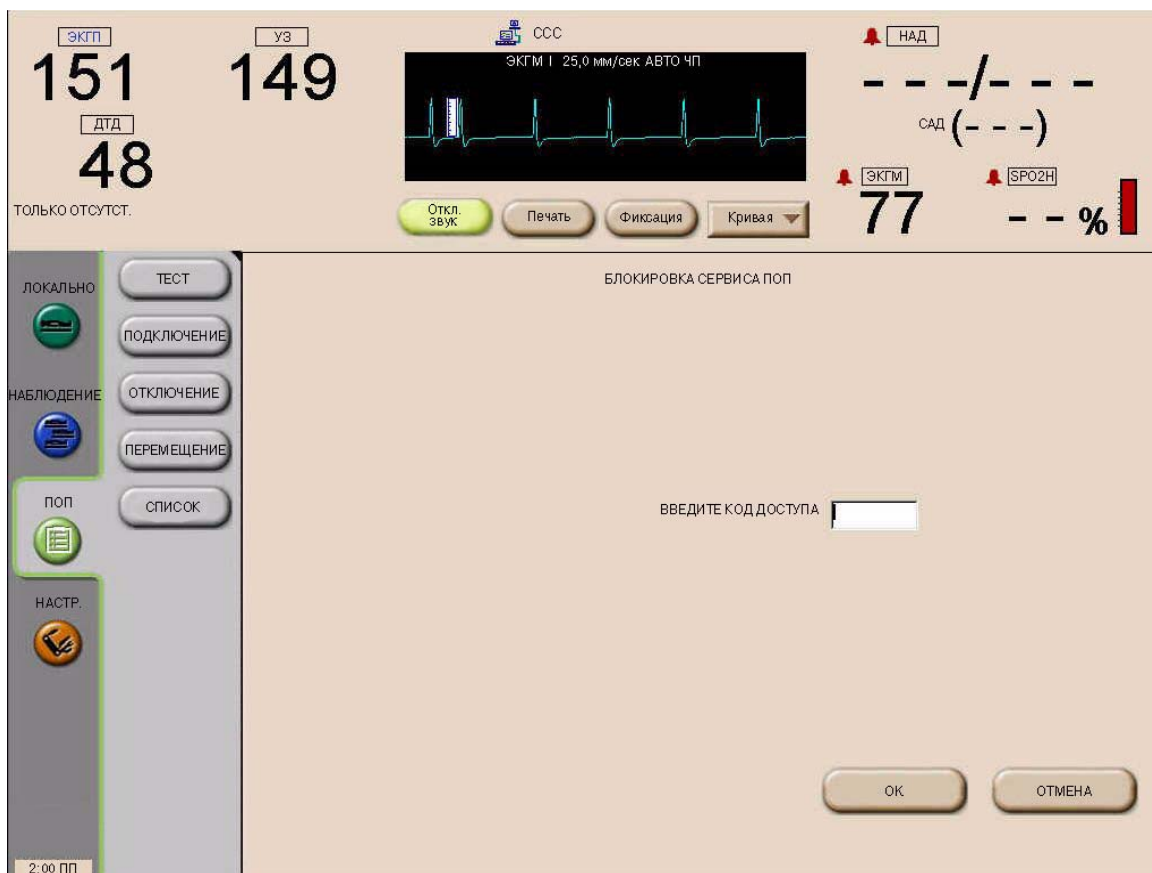 ЭКГП
151
УЗ
149
ДТД
48
ТОЛЬКО ОТСУТСТ.
ССС
ЭКГМ I 25,0 мм/сек АВТО ЧП
Откл. звук
Печать
Фиксация
Кривая
НАД
- - -/- - -
САД (- - -)
ЭКГМ
77
SPO2Н
- - %
ЛОКАЛЬНО
НАБЛЮДЕНИЕ
ПОП
НАСТР.
2:00 ПП
ТЕСТ
ПОДКЛЮЧЕНИЕ
ОТКЛЮЧЕНИЕ
ПЕРЕМЕЩЕНИЕ
СПИСОК
БЛОКИРОВКА СЕРВИСА ПОП
ВВЕДИТЕ КОД ДОСТУПА
ОК
ОТМЕНА